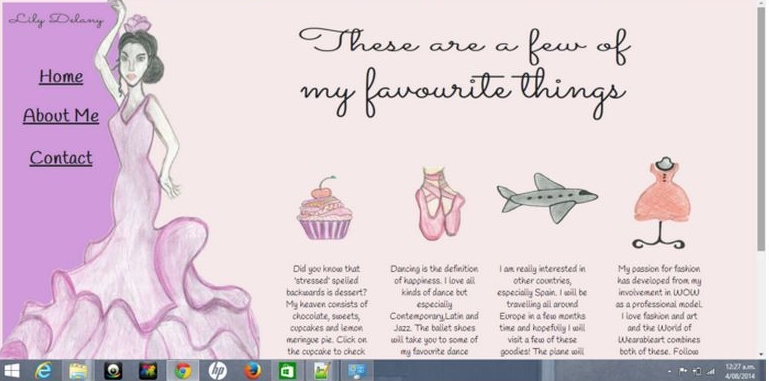 Lily Delany
These are a few of
my favourite things
Home
About Me
Contact
Did you know that
'stressed' spelled
backwards is dessert?
My heaven consists of
chocolate, sweets,
cupcakes and lemon
meringue pie. Click on
the cupcake to check
Dancing is the definition
of happiness. I love all
kinds of dance but
especially
Contemporary,Latin and
Jazz. The ballet shoes
will take you to some of
my favourite dance
I am really interested in
other countries,
especially Spain. I will be
travelling all around
Europe in a few months
time and hopefully I will
visit a few of these
goodies! The plane will
My passion for fashion
has developed from my
involvement in WOW
as a professional model.
I love fashion and art
and the World of
Wearableart combines
both of these. Follow
hp
12:27 a.m.
4/08/2014